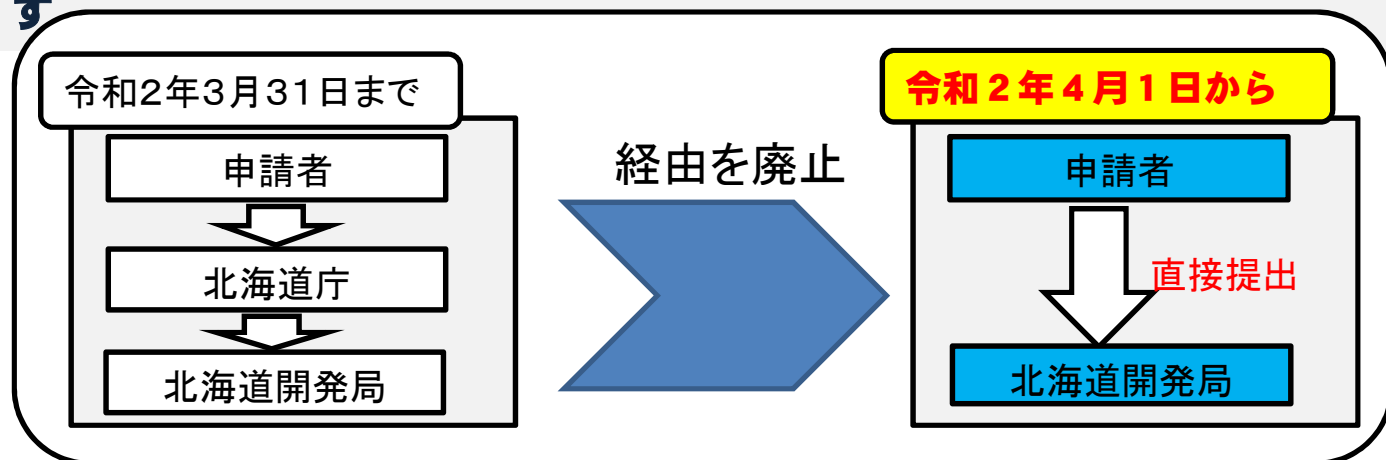 す
令和2年3月31日まで
申請者
北海道庁
北海道開発局
経由を廃止
令和2年4月1日から
申請者
直接提出
北海道開発局